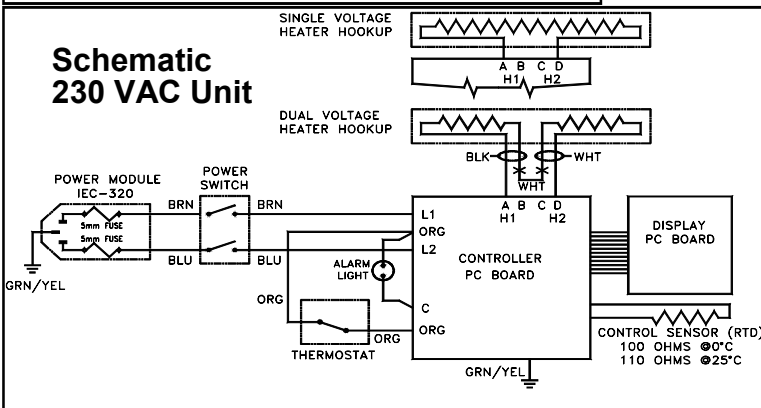 SINGLE VOLTAGE
HEATER HOOKUP
Schematic
230 VAC Unit
A B C D
H1 H2
DUAL VOLTAGE
HEATER HOOKUP
BLK
WHT
WHT
POWER MODULE
IEC-320
POWER
SWITCH
BRN
BRN
5mm FUSE
5mm FUSE
BLU
BLU
GRN/YEL
A B C D
H1 H2
L1
ORG
L2
ALARM
LIGHT
C
ORG
ORG
ORG
THERMOSTAT
CONTROLLER
PC BOARD
DISPLAY
PC BOARD
CONTROL SENSOR (RTD)
100 OHMS @0°C
110 OHMS @25°C
GRN/YEL